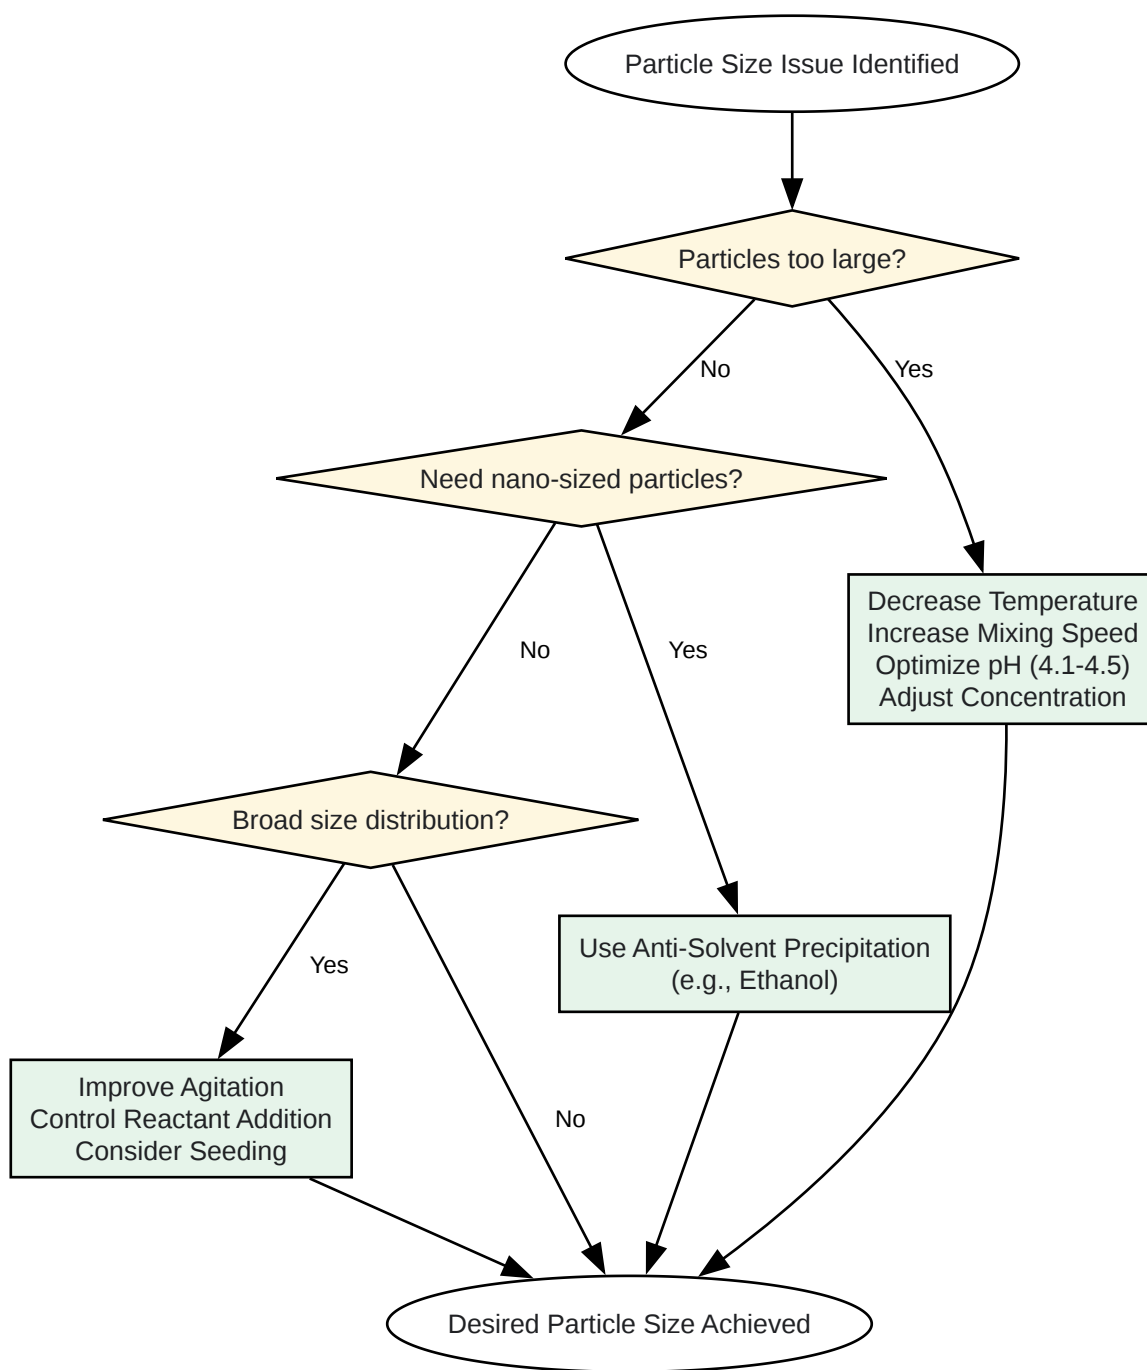 Particle Size Issue Identified
Particles too large?
No
Yes
Need nano-sized particles?
Decrease Temperature
Increase Mixing Speed
Optimize pH (4.1-4.5)
Adjust Concentration
No
Yes
Broad size distribution?
Use Anti-Solvent Precipitation
(e.g., Ethanol)
Yes
Improve Agitation
Control Reactant Addition
Consider Seeding
No
Desired Particle Size Achieved